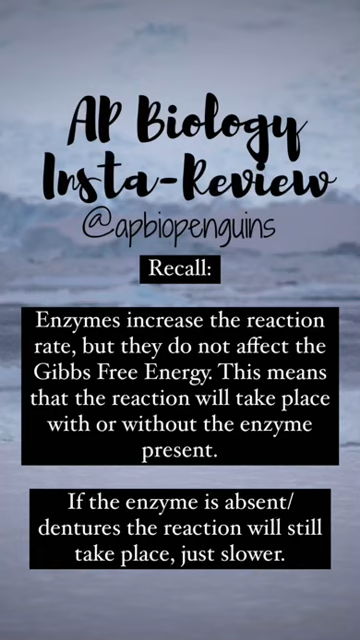 AP Biology
Insta-Review
@apbiopenguins
Recall:
Enzymes increase the reaction
rate, but they do not affect the
Gibbs Free Energy. This means
that the reaction will take place
with or without the enzyme
present.
If the enzyme is absent/
dentures the reaction will still
take place, just slower.